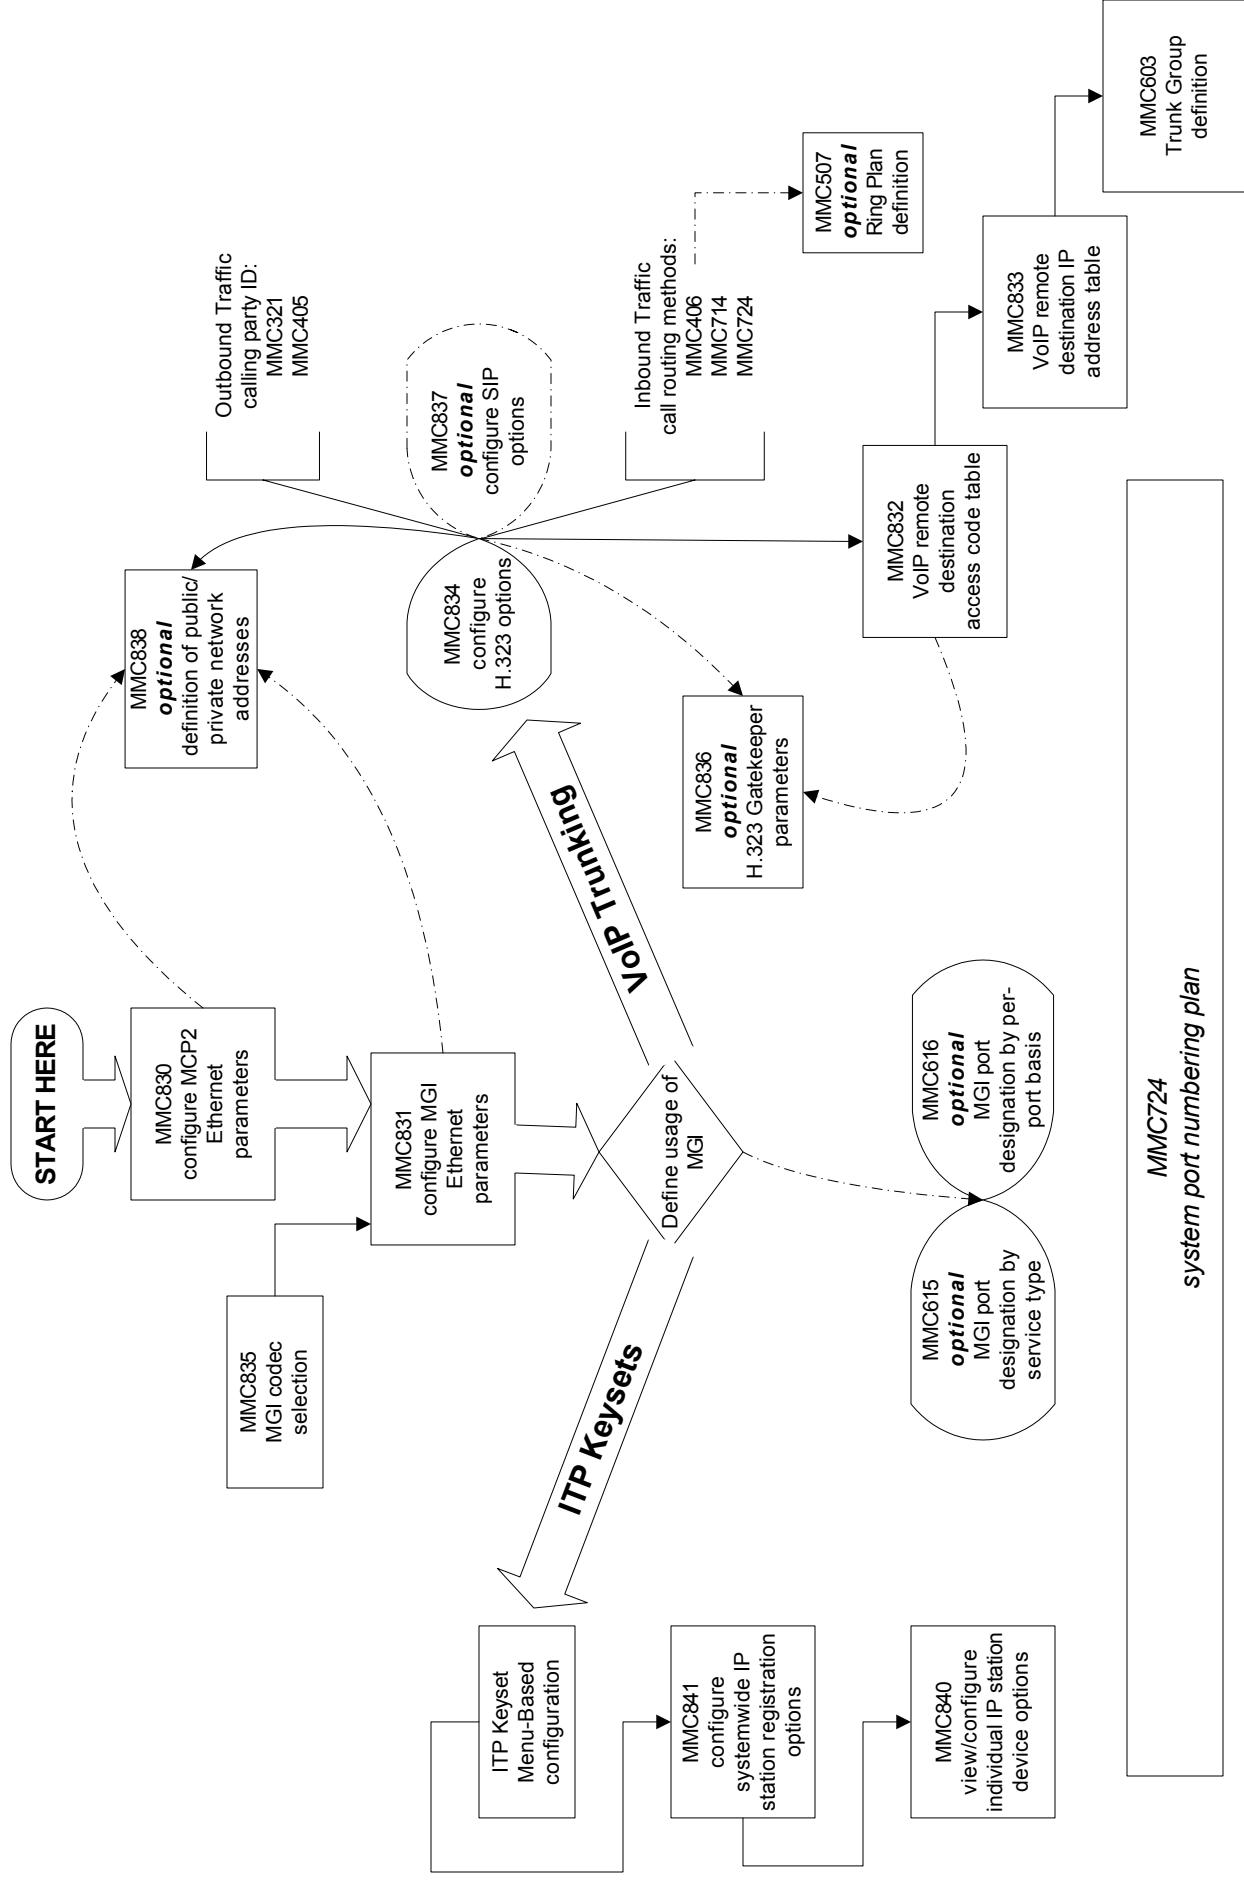 START HERE
MMC830
configure MCP2
Ethernet
parameters
MMC835
MGI codec
selection
MMC831
configure MGI
Ethernet
parameters
Define usage of
MGI
ITP Keysets
VoIP Trunking
ITP Keyset
Menu-Based
configuration
MMC841
configure
systemwide IP
station registration
options
MMC840
view/configure
individual IP station
device options
MMC615
optional
MGI port
designation by
service type
MMC616
optional
MGI port
designation by per-
port basis
MMC838
optional
definition of public/
private network
addresses
Outbound Traffic
calling party ID:
MMC321
MMC405
MMC834
configure
H.323 options
MMC837
optional
configure SIP
options
Inbound Traffic
call routing methods:
MMC406
MMC714
MMC724
MMC507
optional
Ring Plan
definition
MMC836
optional
H.323 Gatekeeper
parameters
MMC832
VoIP remote
destination
access code table
MMC833
VoIP remote
destination IP
address table
MMC603
Trunk Group
definition
MMC724
system port numbering plan